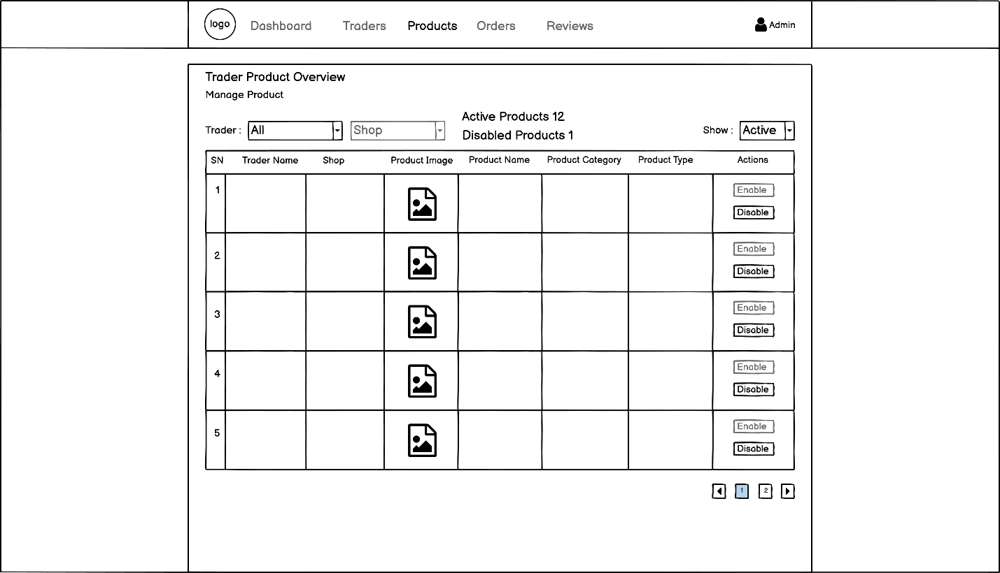 logo Dashboard Traders Products Orders Reviews Admin
Trader Product Overview
Manage Product
Active Products 12
Trader : All Shop Show : Active
Disabled Products 1
SN Trader Name Shop Product Image Product Name Product Category Product Type Actions
1 Enable
Disable
2 Enable
Disable
3 Enable
Disable
4 Enable
Disable
5 Enable
Disable
1 2